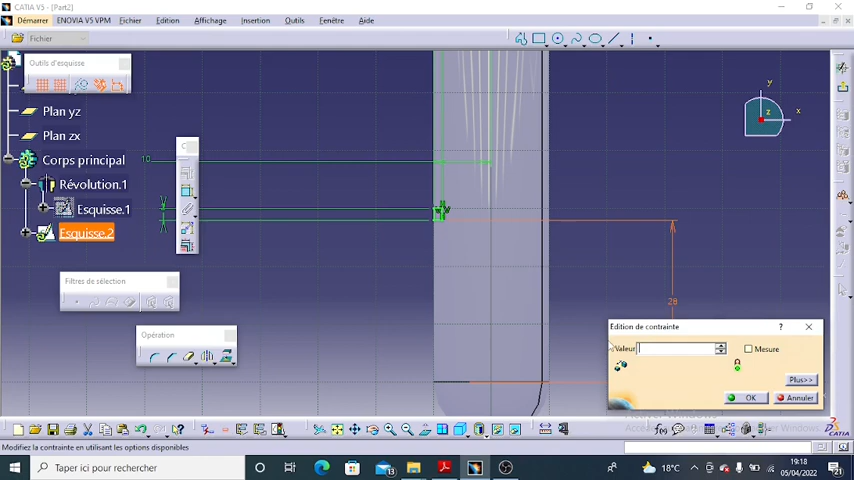 CATIA V5 - [Part2]
Démarrer ENOVIA V5 VPM Fichier Edition Affichage Insertion Outils Fenêtre Aide
Fichier
Outils d'esquisse
Plan yz
Plan zx
Corps principal
Révolution.1
Esquisse.1
Esquisse.2
Filtres de sélection
Opération
C
10
28
y
x
z
Edition de contrainte
Valeur
Mesure
Plus>>
OK
Annuler
Modifiez la contrainte en utilisant les options disponibles
Taper ici pour rechercher
13
18°C
19:18
05/04/2022